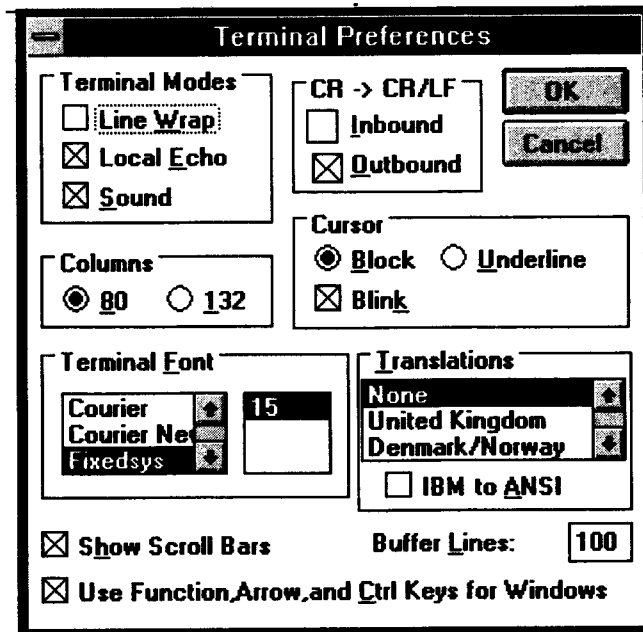 Terminal Preferences
Terminal Modes
Line Wrap
Local Echo
Sound
CR -> CR/LF
Inbound
Outbound
OK
Cancel
Columns
80 132
Cursor
Block Underline
Blink
Terminal Font
Courier
Courier Ne
Fixedsys
15
Translations
None
United Kingdom
Denmark/Norway
IBM to ANSI
Show Scroll Bars
Buffer Lines: 100
Use Function,Arrow,and Ctrl Keys for Windows